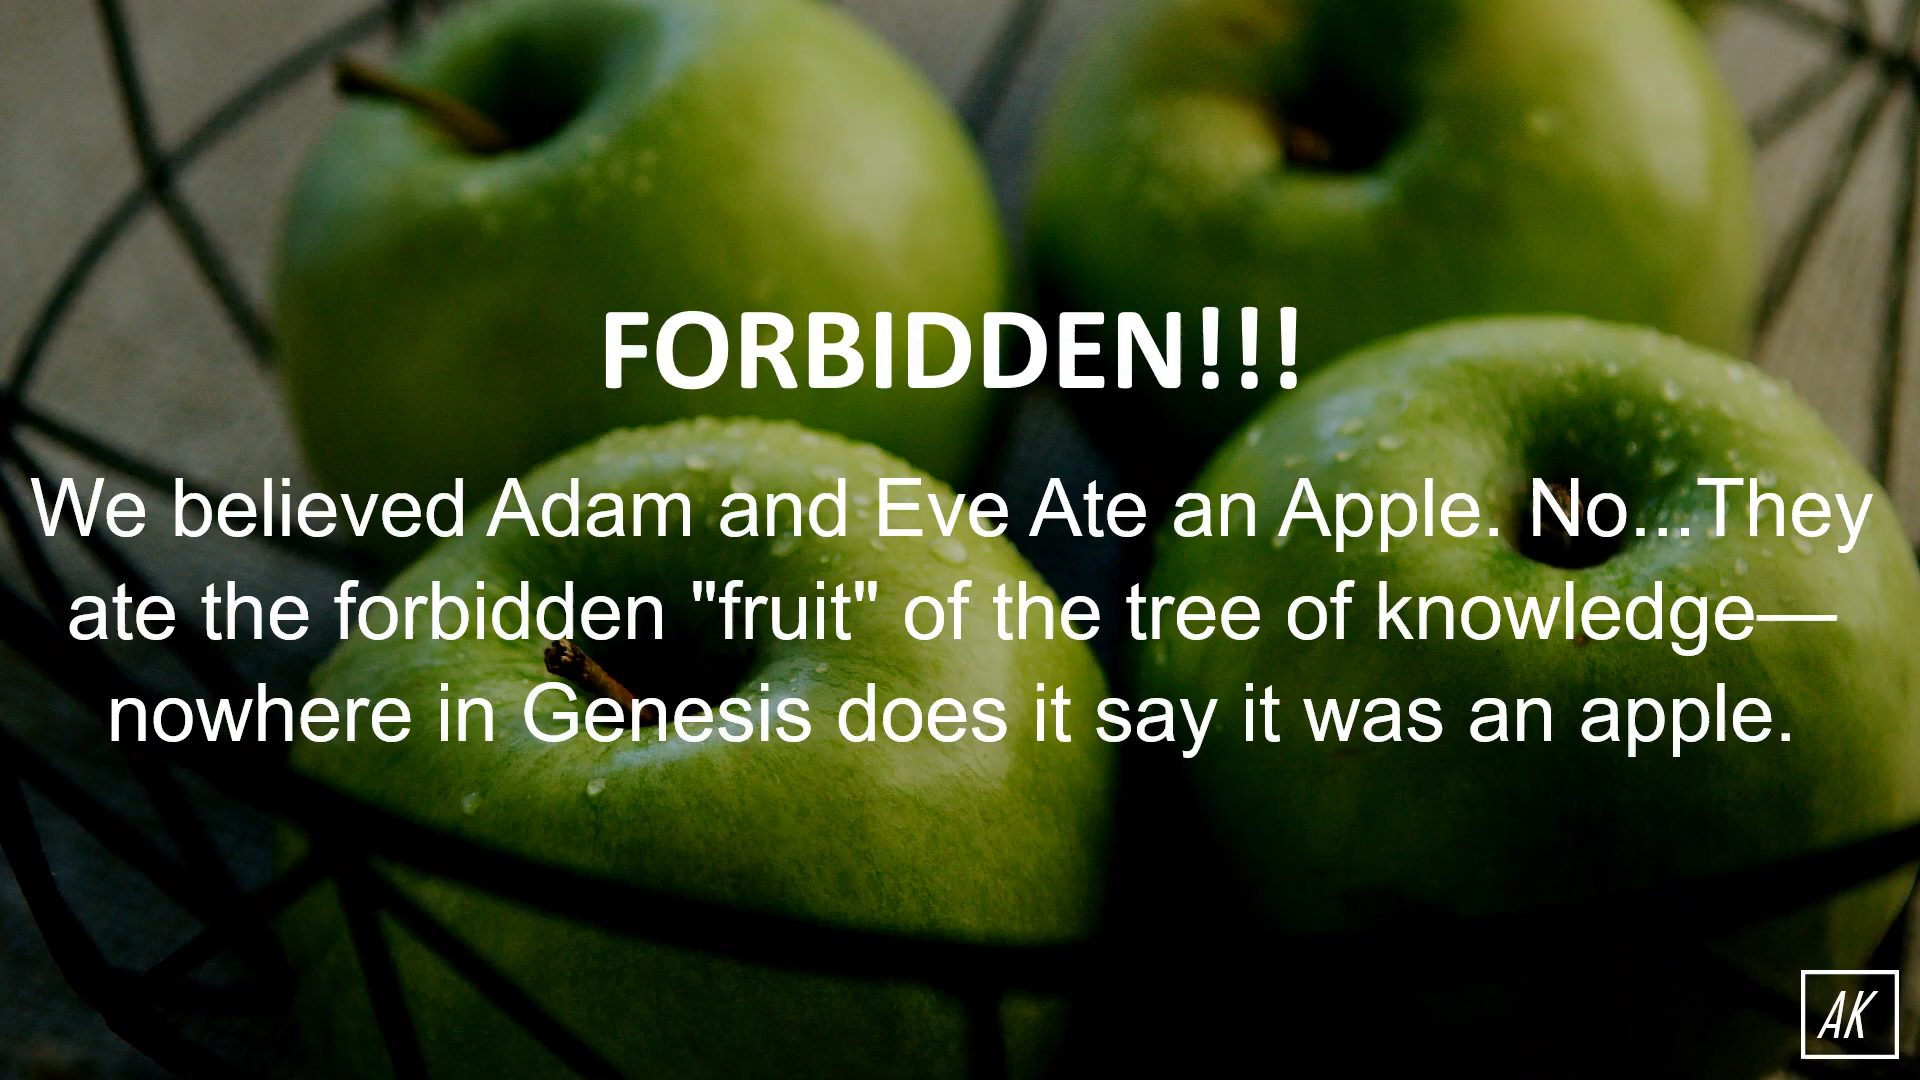 FORBIDDEN!!!
We believed Adam and Eve Ate an Apple. No...They
ate the forbidden "fruit" of the tree of knowledge—
nowhere in Genesis does it say it was an apple.
AK